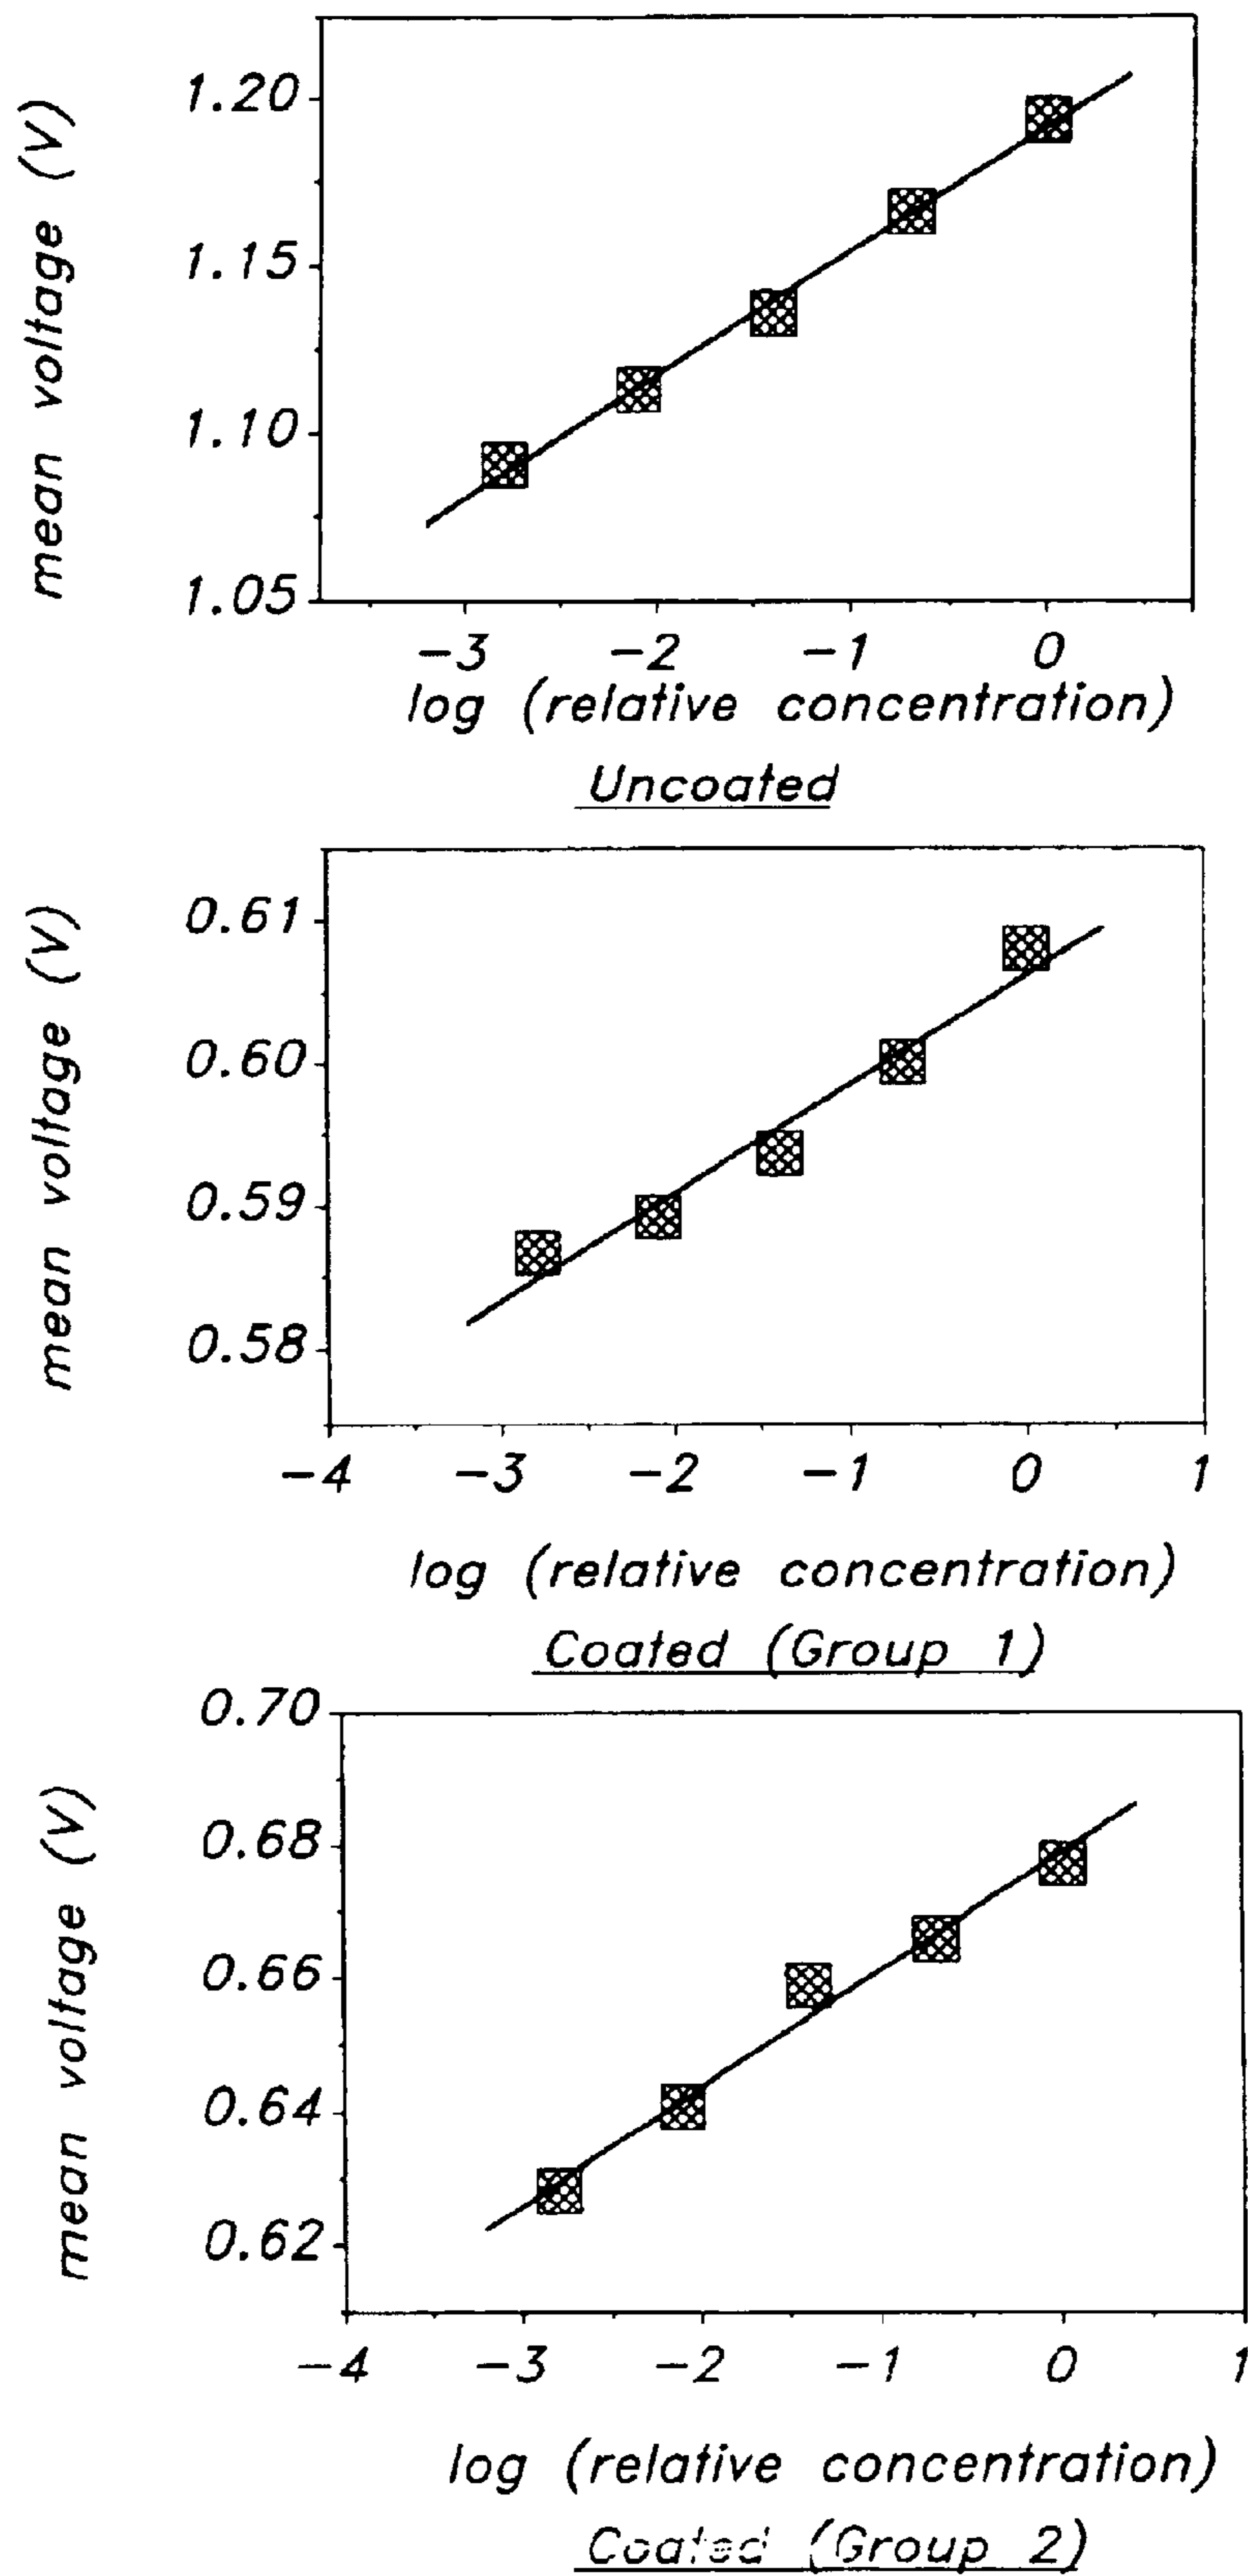 mean voltage (V)
1.20
1.15
1.10
1.05
-3 -2 -1 0
log (relative concentration)
Uncoated
mean voltage (V)
0.61
0.60
0.59
0.58
-4 -3 -2 -1 0 1
log (relative concentration)
Coated (Group 1)
mean voltage (V)
0.70
0.68
0.66
0.64
0.62
-4 -3 -2 -1 0 1
log (relative concentration)
Coated (Group 2)